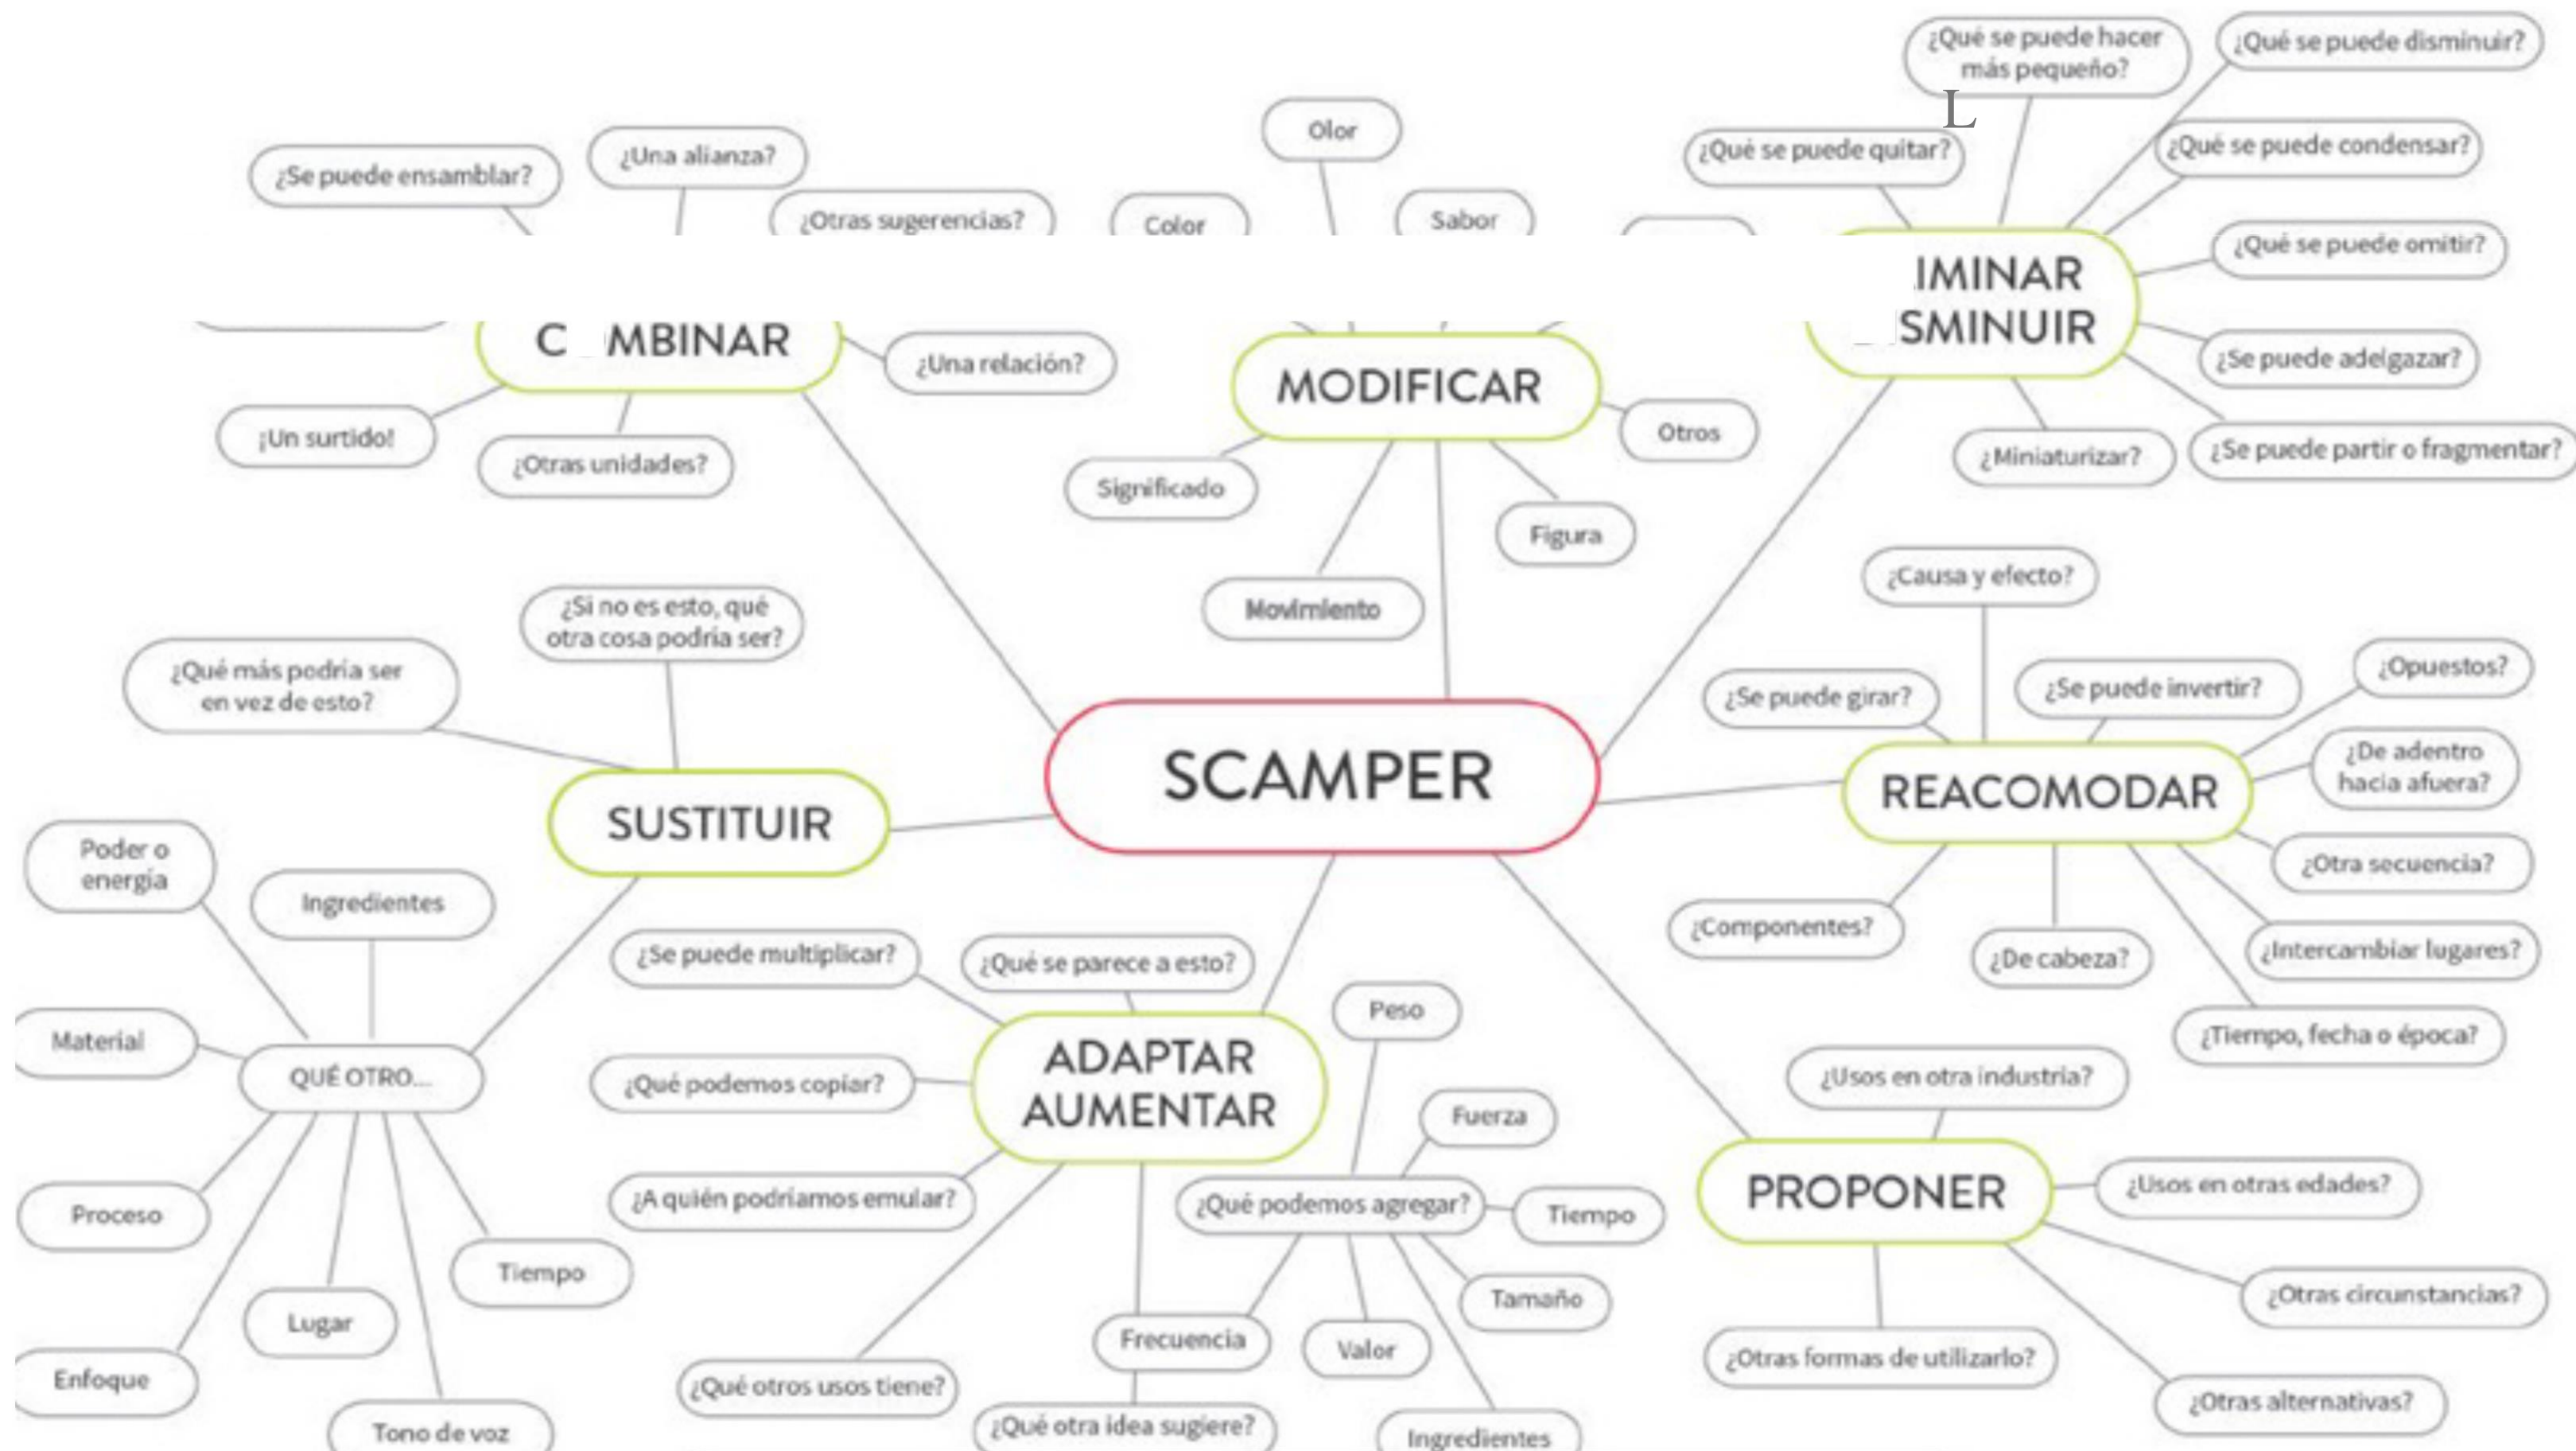 ¿Qué se puede hacer
más pequeño?
¿Qué se puede disminuir?
L
¿Qué se puede quitar?
¿Qué se puede condensar?
¿Se puede ensamblar?
¿Una alianza?
¿Otras sugerencias?
Olor
Color
Sabor
¿Qué se puede omitir?
IMINAR
SMINUIR
¿Se puede adelgazar?
¿Miniaturizar?
¿Se puede partir o fragmentar?
C MBINAR
¿Una relación?
¡Un surtido!
¿Otras unidades?
MODIFICAR
Otros
Significado
Figura
Movimiento
¿Causa y efecto?
¿Se puede girar?
¿Se puede invertir?
¿Opuestos?
¿De adentro
hacia afuera?
REACOMODAR
¿Otra secuencia?
¿Componentes?
¿De cabeza?
¿Intercambiar lugares?
¿Tiempo, fecha o época?
SCAMPER
¿Si no es esto, qué
otra cosa podría ser?
¿Qué más podría ser
en vez de esto?
SUSTITUIR
Poder o
energía
Ingredientes
Material
QUÉ OTRO...
Proceso
Tiempo
Lugar
Enfoque
Tono de voz
¿Se puede multiplicar?
¿Qué se parece a esto?
ADAPTAR
AUMENTAR
¿Qué podemos copiar?
¿A quién podríamos emular?
¿Qué otros usos tiene?
¿Qué otra idea sugiere?
Peso
Fuerza
¿Qué podemos agregar?
Tiempo
Tamaño
Frecuencia
Valor
Ingredientes
¿Usos en otra industria?
PROPONER
¿Usos en otras edades?
¿Otras circunstancias?
¿Otras formas de utilizarlo?
¿Otras alternativas?